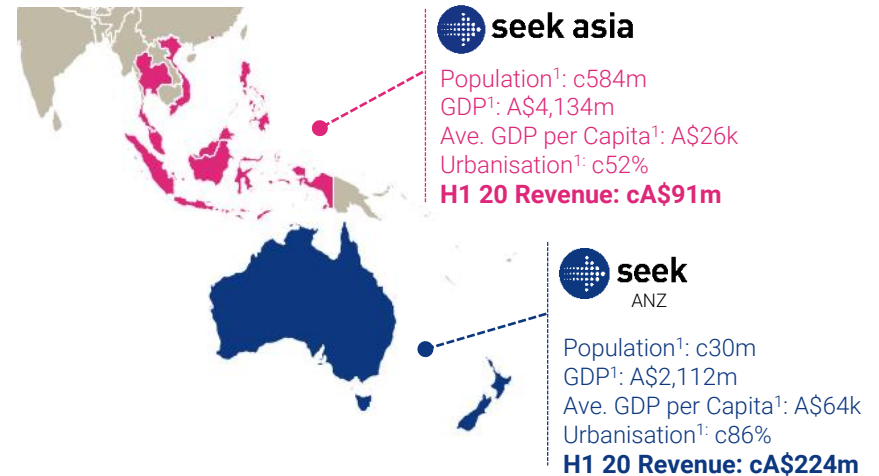 seek asia
Population¹: c584m
GDP¹: A$4,134m
Ave. GDP per Capita¹: A$26k
Urbanisation¹: c52%
H1 20 Revenue: cA$91m
seek
ANZ
Population¹: c30m
GDP¹: A$2,112m
Ave. GDP per Capita¹: A$64k
Urbanisation¹: c86%
H1 20 Revenue: cA$224m